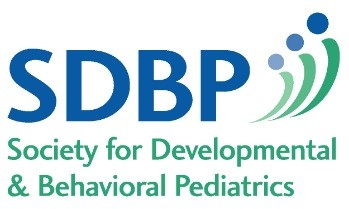 SDBP
Society for Developmental
& Behavioral Pediatrics